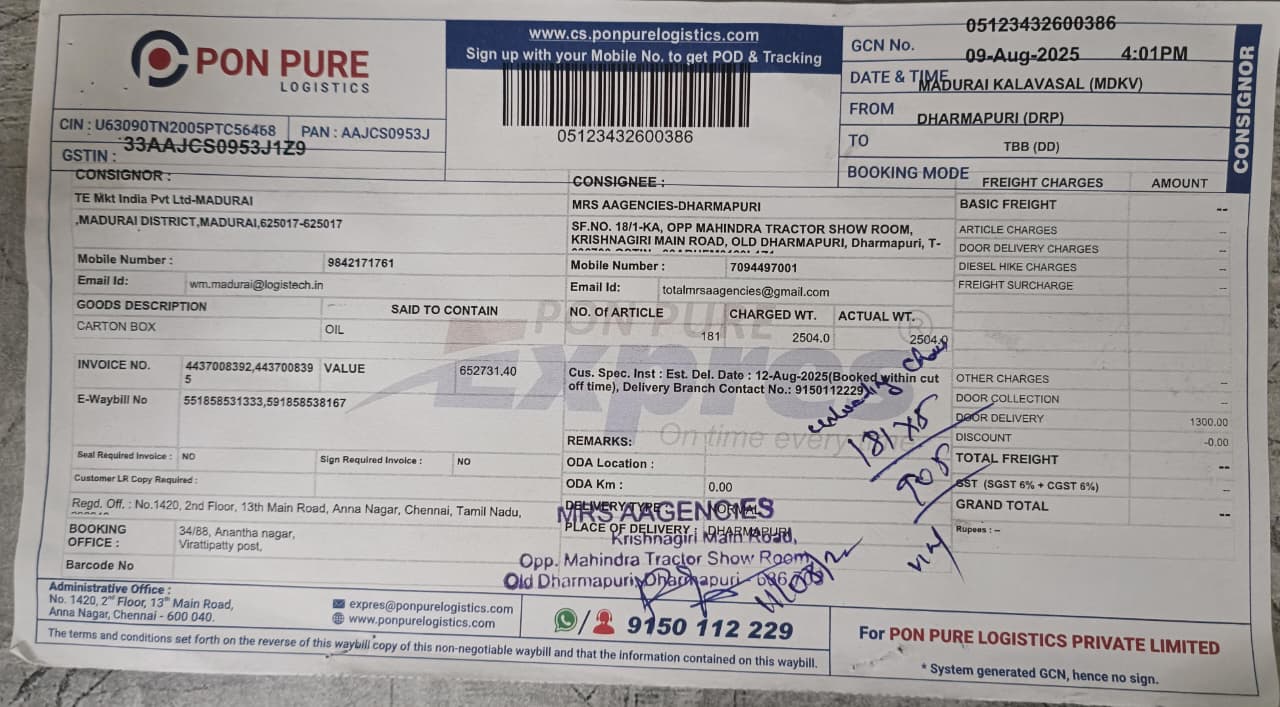 PON PURE
LOGISTICS
CIN : U63090TN2005PTC56468 PAN : AAJCS0953J
GSTIN : 33AAJCS0953J1Z9
www.cs.ponpurelogistics.com
Sign up with your Mobile No. to get POD & Tracking
05123432600386
GCN No. 05123432600386
DATE & TIME 09-Aug-2025 4:01PM
FROM MADURAI KALAVASAL (MDKV)
TO DHARMAPURI (DRP)
BOOKING MODE TBB (DD)
CONSIGNOR
CONSIGNOR :
TE Mkt India Pvt Ltd-MADURAI
,MADURAI DISTRICT,MADURAI,625017-625017
Mobile Number : 9842171761
Email Id: wm.madurai@logistech.in
CONSIGNEE :
MRS AAGENCIES-DHARMAPURI
SF.NO. 18/1-KA, OPP MAHINDRA TRACTOR SHOW ROOM,
KRISHNAGIRI MAIN ROAD, OLD DHARMAPURI, Dharmapuri, T-
Mobile Number : 7094497001
Email Id: totalmrsaagencies@gmail.com
GOODS DESCRIPTION SAID TO CONTAIN
CARTON BOX OIL
NO. OF ARTICLE CHARGED WT. ACTUAL WT.
181 2504.0 2504.0
INVOICE NO. 4437008392,443700839
5
VALUE 652731.40
E-Waybill No 551858531333,591858538167
Cus. Spec. Inst : Est. Del. Date : 12-Aug-2025(Booked within cut
off time), Delivery Branch Contact No.: 9150112229
PON PURE
Express
On time every
REMARKS:
Seal Required Invoice : NO Sign Required Invoice : NO
Customer LR Copy Required :
ODA Location :
ODA Km : 0.00
DELIVERY TYPE : NORMAL
PLACE OF DELIVERY : DHARMAPURI
Regd. Off. : No.1420, 2nd Floor, 13th Main Road, Anna Nagar, Chennai, Tamil Nadu,
BOOKING OFFICE : 34/88, Anantha nagar,
Virattipatty post,
Barcode No
FREIGHT CHARGES AMOUNT
BASIC FREIGHT --
ARTICLE CHARGES --
DOOR DELIVERY CHARGES --
DIESEL HIKE CHARGES --
FREIGHT SURCHARGE --
OTHER CHARGES --
DOOR COLLECTION --
DOOR DELIVERY 1300.00
DISCOUNT -0.00
TOTAL FREIGHT --
GST (SGST 6% + CGST 6%) --
GRAND TOTAL --
Rupees : --
181 X 5
905
MRS AAGENCIES
Krishnagiri Main Road,
Opp. Mahindra Tractor Show Room
Old Dharmapuri, Dharmapuri - 636
Administrative Office :
No. 1420, 2nd Floor, 13th Main Road,
Anna Nagar, Chennai - 600 040.
expres@ponpurelogistics.com
www.ponpurelogistics.com
9150 112 229
For PON PURE LOGISTICS PRIVATE LIMITED
* System generated GCN, hence no sign.
The terms and conditions set forth on the reverse of this waybill copy of this non-negotiable waybill and that the information contained on this waybill.